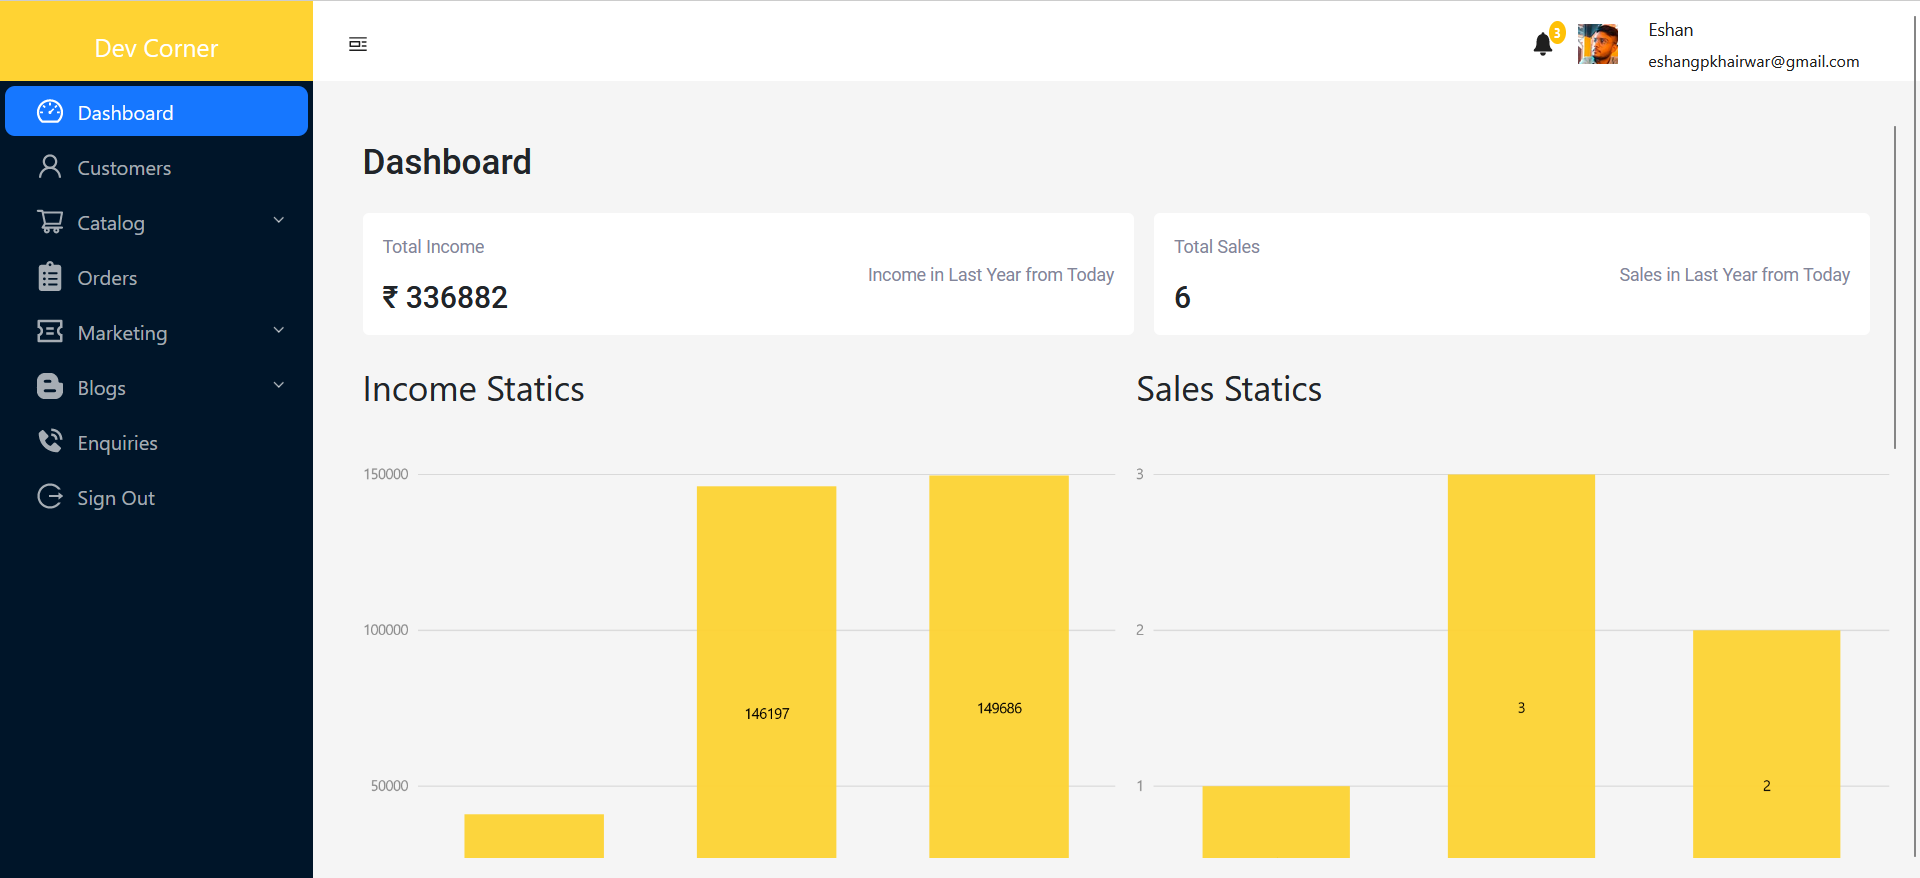 Dev Corner
Dashboard
Customers
Catalog
Orders
Marketing
Blogs
Enquiries
Sign Out
3
Eshan
eshangpkhairwar@gmail.com
Dashboard
Total Income
₹ 336882
Income in Last Year from Today
Total Sales
6
Sales in Last Year from Today
Income Statics
150000
100000
50000
146197
149686
Sales Statics
3
2
1
3
2